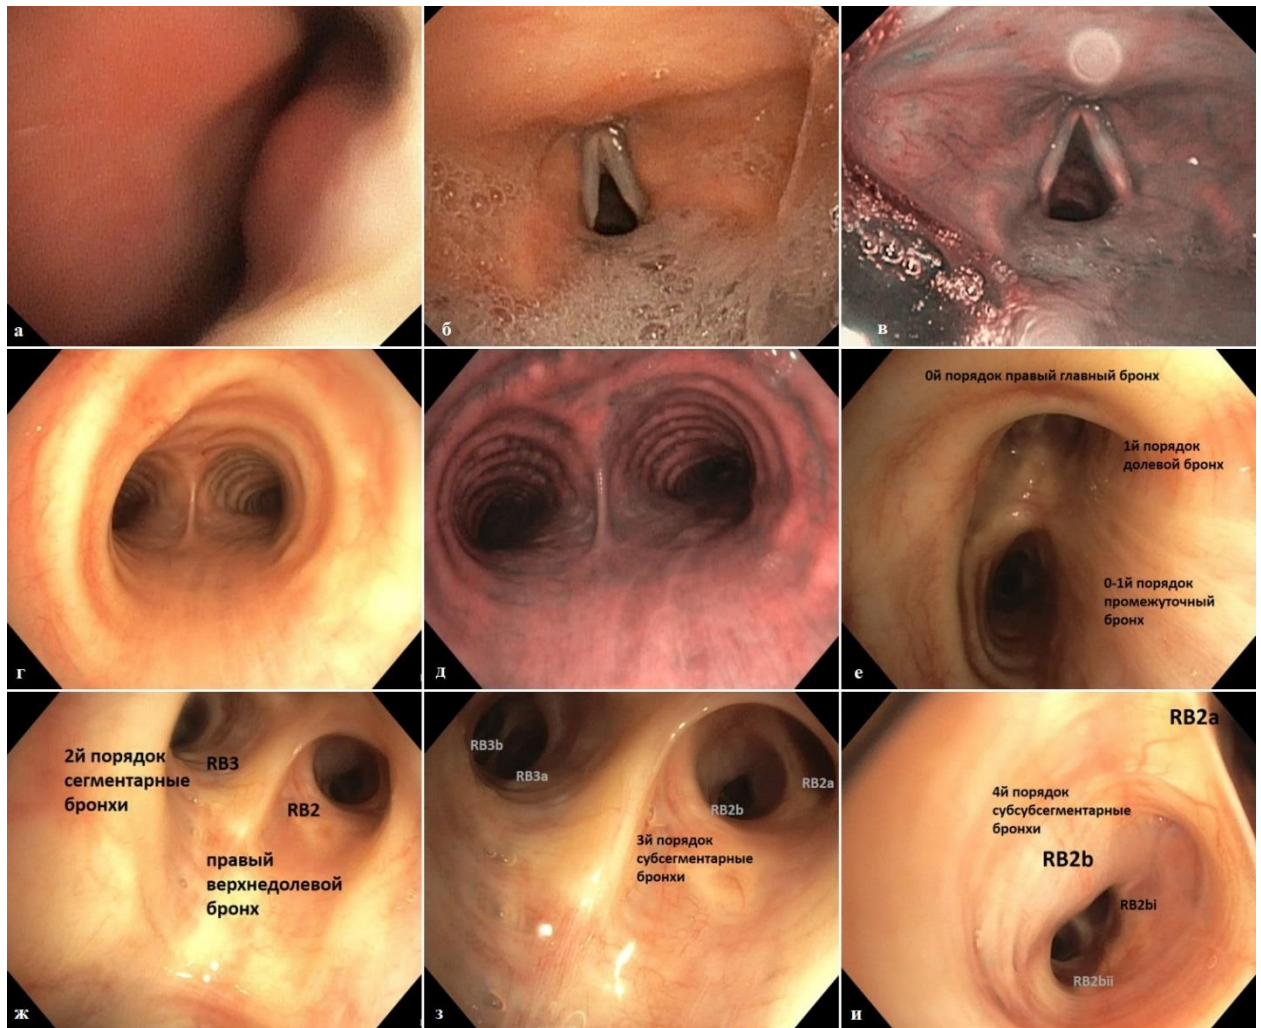 а
б
в
г
д
0й порядок правый главный бронх
1й порядок
долевой бронх
0-1й порядок
промежуточный
бронх
е
2й порядок
сегментарные
бронхи
RB3
RB2
правый
верхнедолевой
бронх
ж
RB3b
RB3a
RB2a
RB2b
3й порядок
субсегментарные
бронхи
з
RB2a
4й порядок
субсубсегментарные
бронхи
RB2b
RB2bi
RB2bii
и